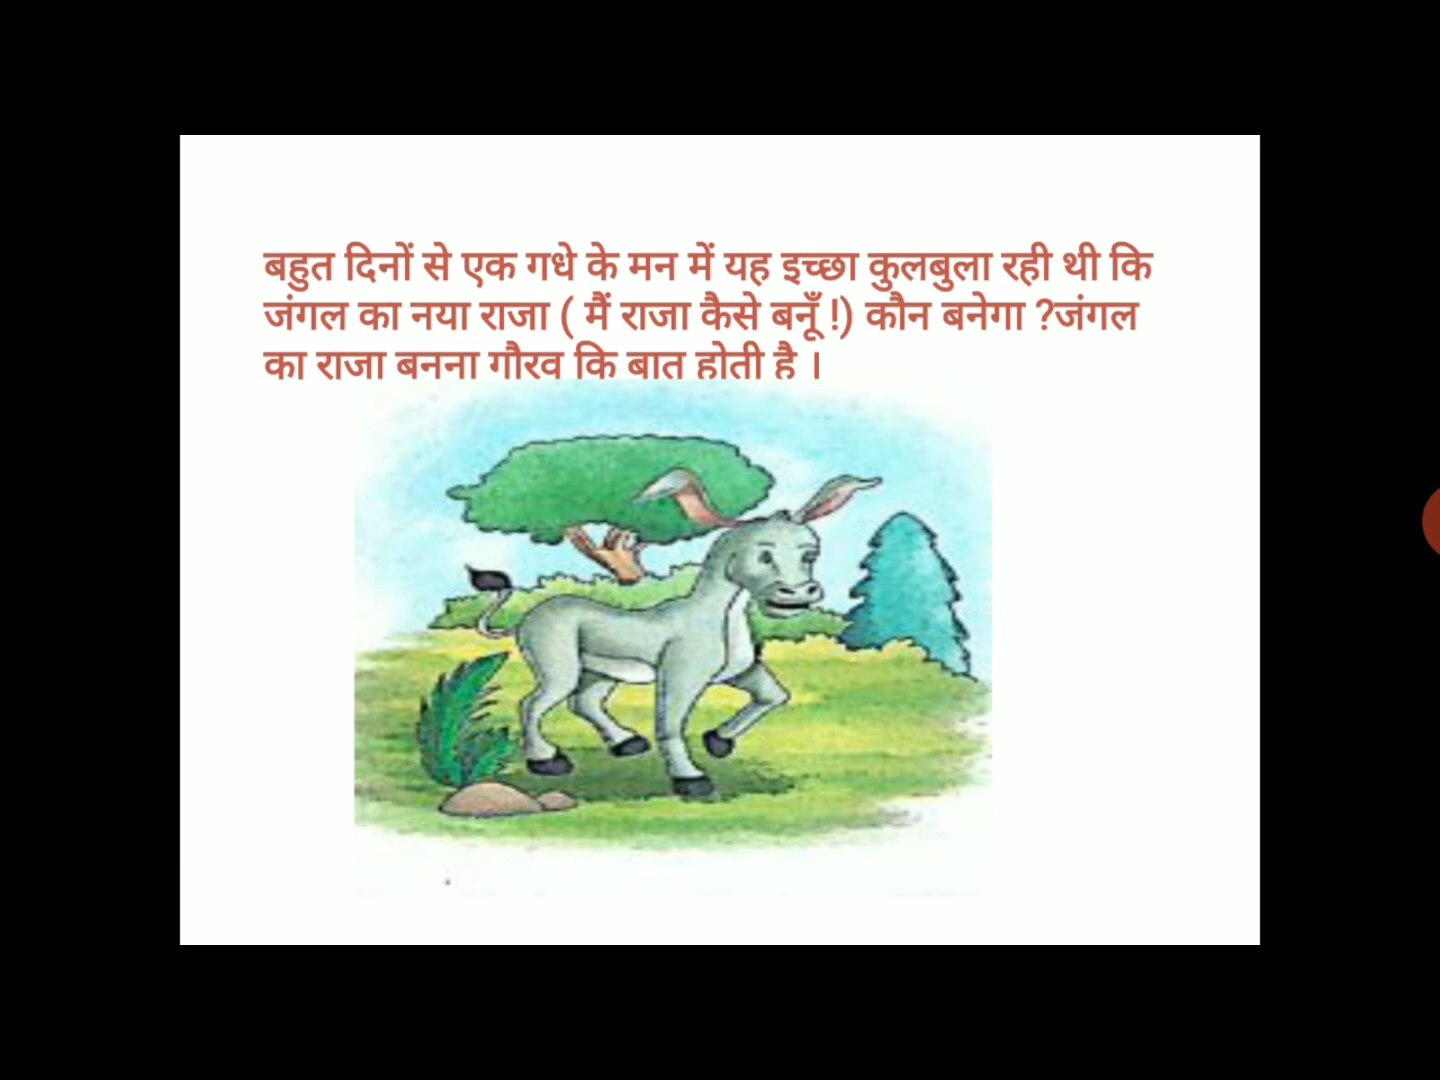 बहुत दिनों से एक गधे के मन में यह इच्छा कुलबुला रही थी कि
जंगल का नया राजा ( मैं राजा कैसे बनूँ !) कौन बनेगा ?जंगल
का राजा बनना गौरव कि बात होती है ।